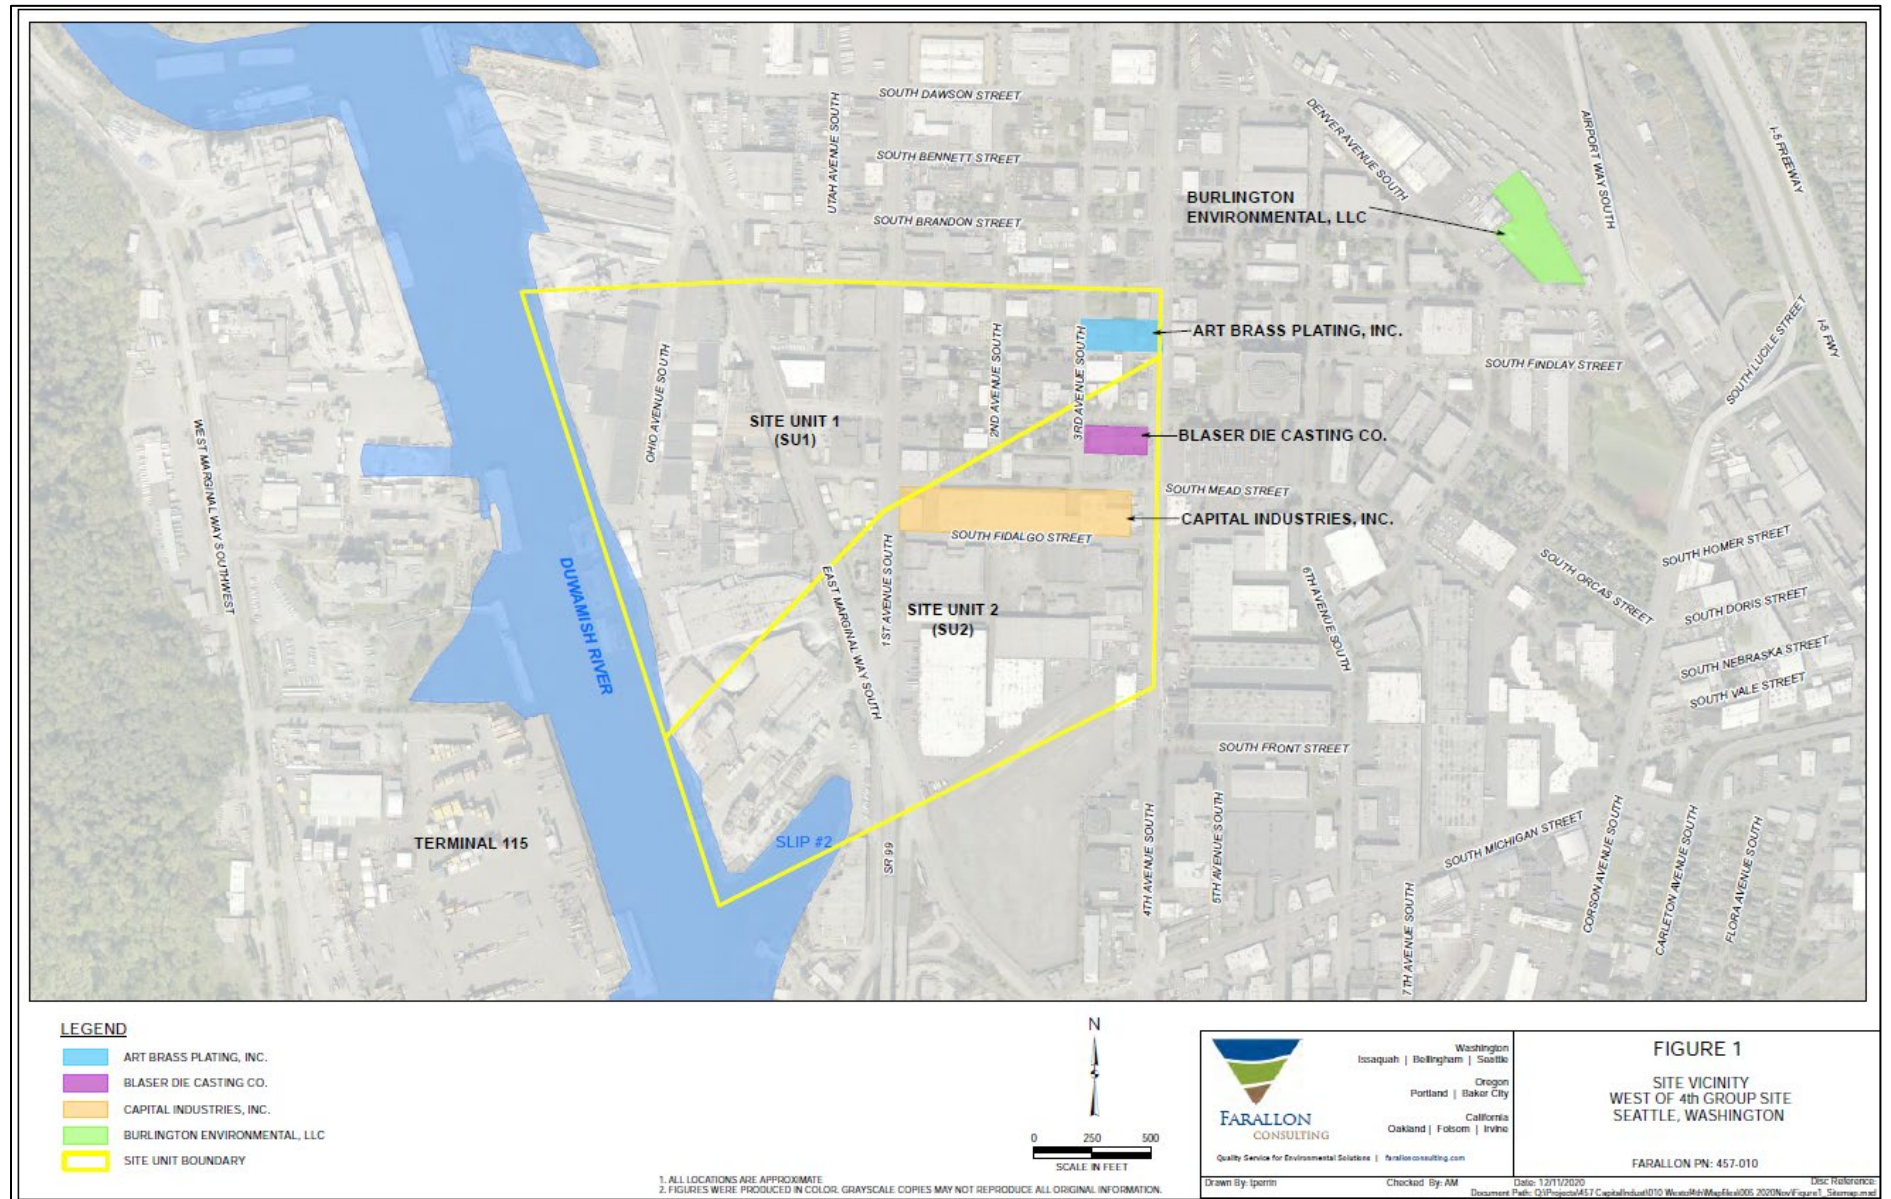 SOUTH DAWSON STREET
UTAH AVENUE SOUTH
DENVER AVENUE SOUTH
AIRPORT WAY SOUTH
I-5 FREEWAY
SOUTH BENNETT STREET
BURLINGTON
ENVIRONMENTAL, LLC
SOUTH BRANDON STREET
ART BRASS PLATING, INC.
SOUTH LUCILE STREET
I-5 FWY
SOUTH FINDLAY STREET
OHIO AVENUE SOUTH
2ND AVENUE SOUTH
3RD AVENUE SOUTH
SITE UNIT 1
(SU1)
BLASER DIE CASTING CO.
WEST MARGINAL WAY SOUTHWEST
SOUTH MEAD STREET
CAPITAL INDUSTRIES, INC.
SOUTH FIDALGO STREET
SOUTH HOMER STREET
SOUTH ORCAS STREET
DUWAMISH RIVER
EAST MARGINAL WAY SOUTH
1ST AVENUE SOUTH
SITE UNIT 2
(SU2)
6TH AVENUE SOUTH
SOUTH DORIS STREET
SOUTH NEBRASKA STREET
SOUTH VALE STREET
SOUTH FRONT STREET
TERMINAL 115
SLIP #2
SR 99
4TH AVENUE SOUTH
5TH AVENUE SOUTH
SOUTH MICHIGAN STREET
7TH AVENUE SOUTH
CORSON AVENUE SOUTH
CARLETON AVENUE SOUTH
FLORA AVENUE SOUTH
LEGEND
ART BRASS PLATING, INC.
BLASER DIE CASTING CO.
CAPITAL INDUSTRIES, INC.
BURLINGTON ENVIRONMENTAL, LLC
SITE UNIT BOUNDARY
N
0 250 500
SCALE IN FEET
1. ALL LOCATIONS ARE APPROXIMATE
2. FIGURES WERE PRODUCED IN COLOR. GRAYSCALE COPIES MAY NOT REPRODUCE ALL ORIGINAL INFORMATION.
FARALLON
CONSULTING
Washington
Issaquah | Bellingham | Seattle
Oregon
Portland | Baker City
California
Oakland | Folsom | Irvine
Quality Service for Environmental Solutions | farallonconsulting.com
FIGURE 1
SITE VICINITY
WEST OF 4th GROUP SITE
SEATTLE, WASHINGTON
FARALLON PN: 457-010
Drawn By: tperrin
Checked By: AM
Date: 12/11/2020
Disc Reference: